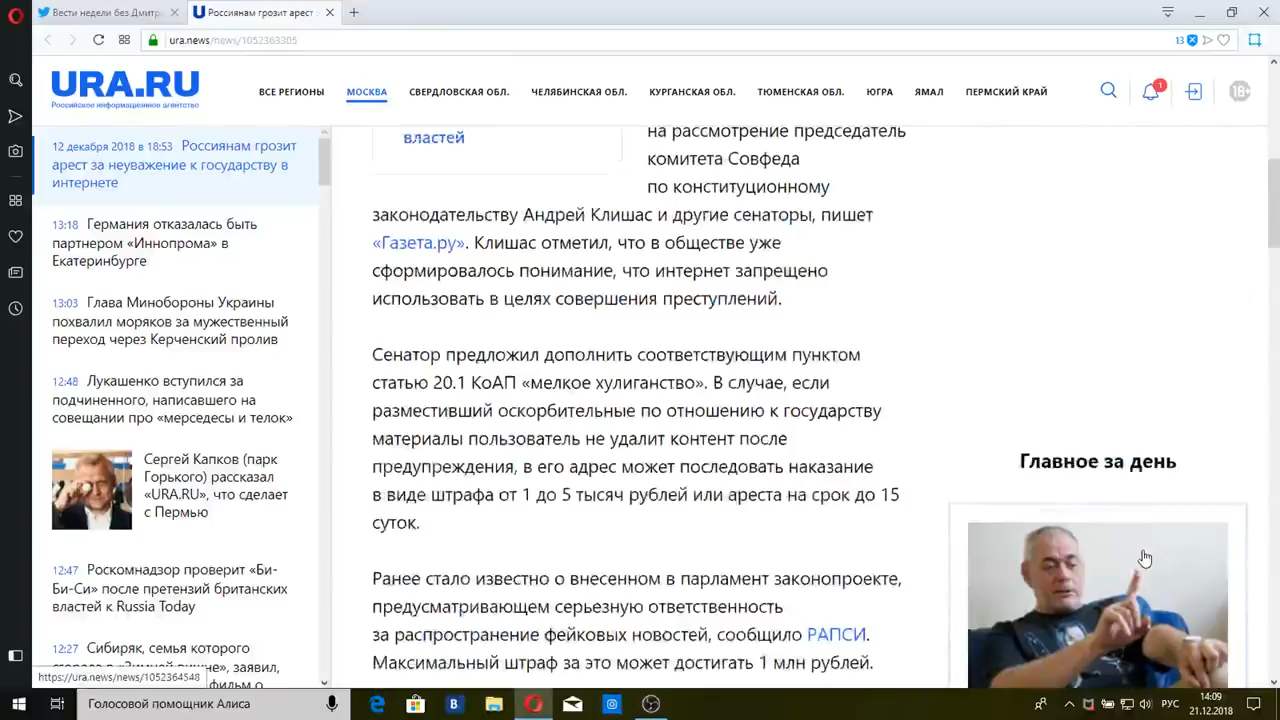 Вести недели без Дмитр
Россиянам грозит арест з
ura.news/news/1052363305
13
URA.RU
Российское информационное агентство
ВСЕ РЕГИОНЫ
МОСКВА
СВЕРДЛОВСКАЯ ОБЛ.
ЧЕЛЯБИНСКАЯ ОБЛ.
КУРГАНСКАЯ ОБЛ.
ТЮМЕНСКАЯ ОБЛ.
ЮГРА
ЯМАЛ
ПЕРМСКИЙ КРАЙ
1
18+
12 декабря 2018 в 18:53 Россиянам грозит
арест за неуважение к государству в
интернете
13:18 Германия отказалась быть
партнером «Иннопрома» в
Екатеринбурге
13:03 Глава Минобороны Украины
похвалил моряков за мужественный
переход через Керченский пролив
12:48 Лукашенко вступился за
подчиненного, написавшего на
совещании про «мерседесы и телок»
Сергей Капков (парк
Горького) рассказал
«URA.RU», что сделает
с Пермью
12:47 Роскомнадзор проверит «Би-
Би-Си» после претензий британских
властей к Russia Today
12:27 Сибиряк, семья которого
сгорела в «Зимней вишне», заявил,
фильм о
https://ura.news/news/1052364548
властей
на рассмотрение председатель
комитета Совфеда
по конституционному
законодательству Андрей Клишас и другие сенаторы, пишет
«Газета.ру». Клишас отметил, что в обществе уже
сформировалось понимание, что интернет запрещено
использовать в целях совершения преступлений.
Сенатор предложил дополнить соответствующим пунктом
статью 20.1 КоАП «мелкое хулиганство». В случае, если
разместивший оскорбительные по отношению к государству
материалы пользователь не удалит контент после
предупреждения, в его адрес может последовать наказание
в виде штрафа от 1 до 5 тысяч рублей или ареста на срок до 15
суток.
Ранее стало известно о внесенном в парламент законопроекте,
предусматривающем серьезную ответственность
за распространение фейковых новостей, сообщило РАПСИ.
Максимальный штраф за это может достигать 1 млн рублей.
Главное за день
Голосовой помощник Алиса
РУС
14:09
21.12.2018